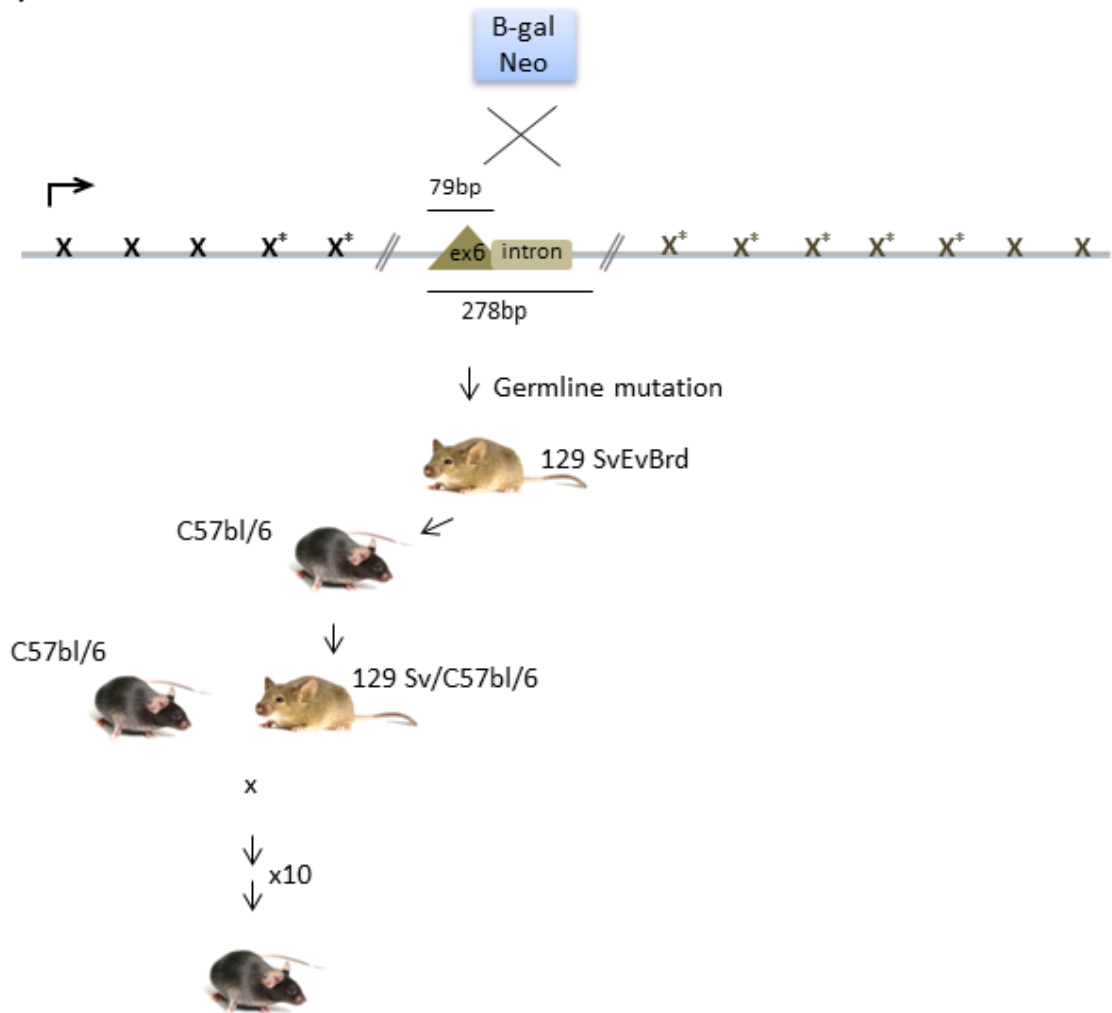 B-gal
Neo
79bp
X X X X* X* // ex6 intron // X* X* X* X* X* X X
278bp
Germline mutation
129 SvEvBrd
C57bl/6
C57bl/6
129 Sv/C57bl/6
x
x10